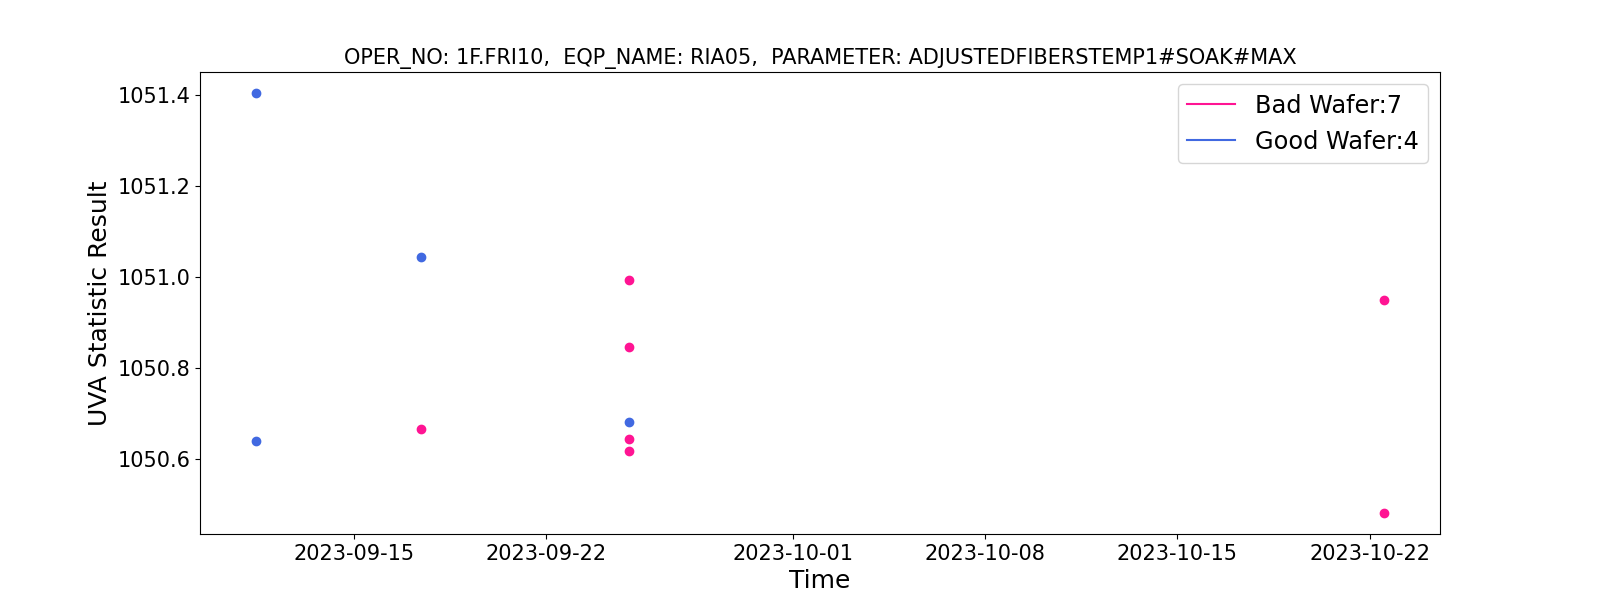 OPER_NO: 1F.FRI10,  EQP_NAME: RIA05,  PARAMETER: ADJUSTEDFIBERSTEMP1#SOAK#MAX
Bad Wafer:7
Good Wafer:4
UVA Statistic Result
1051.4
1051.2
1051.0
1050.8
1050.6
2023-09-15 2023-09-22 2023-10-01 2023-10-08 2023-10-15 2023-10-22
Time